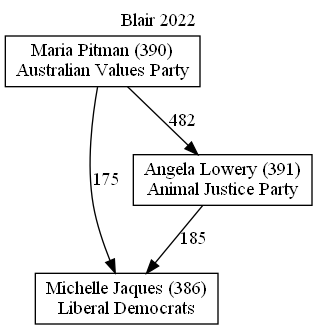 Blair 2022
Maria Pitman (390)
Australian Values Party
482
Angela Lowery (391)
Animal Justice Party
175
185
Michelle Jaques (386)
Liberal Democrats